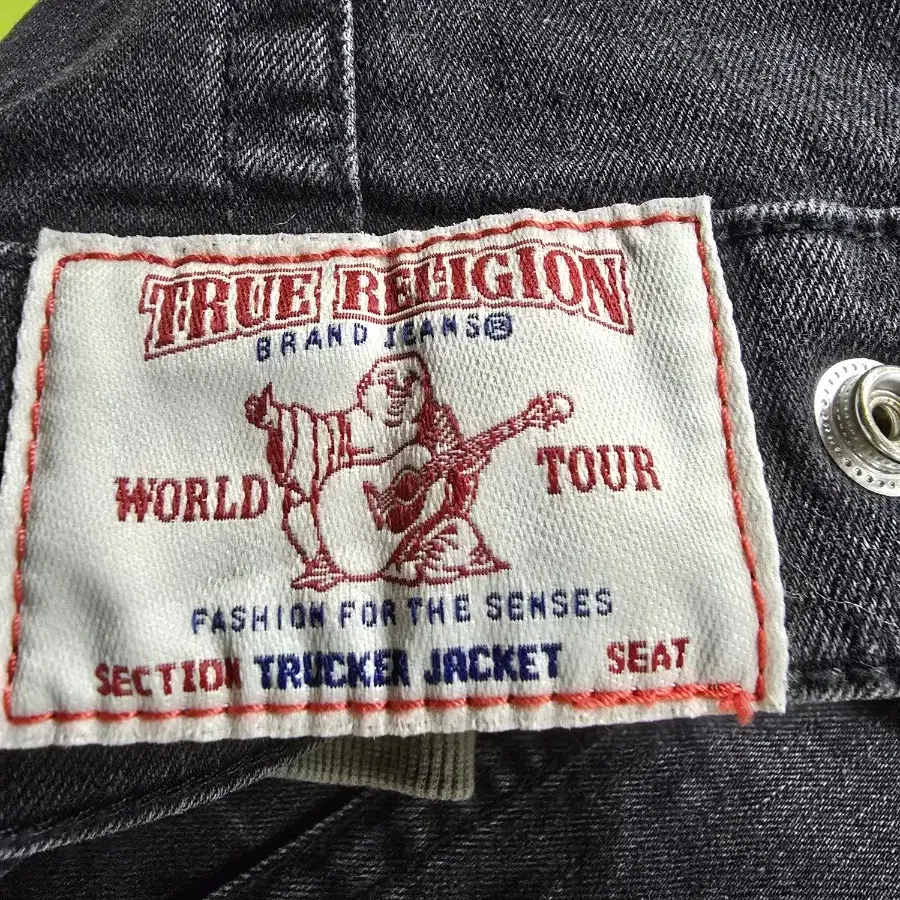 TRUE RELIGION
BRAND JEANS®
WORLD TOUR
FASHION FOR THE SENSES
SECTION TRUCKER JACKET SEAT